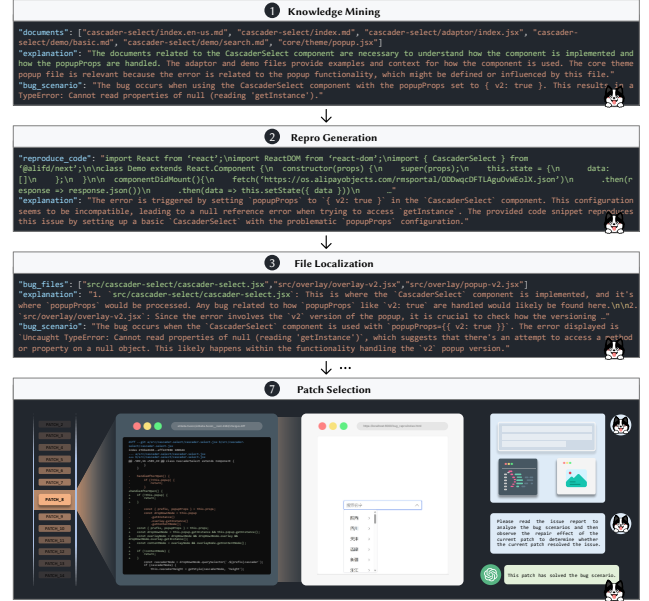 1 Knowledge Mining
"documents": ["cascader-select/index.en-us.md", "cascader-select/index.md", "cascader-select/adaptor/index.jsx", "cascader-
select/demo/basic.md", "cascader-select/demo/search.md", "core/theme/popup.jsx"]
"explanation": "The documents related to the CascaderSelect component are necessary to understand how the component is implemented and
how the popupProps are handled. The adaptor and demo files provide examples and context for how the component is used. The core theme
popup file is relevant because the error is related to the popup functionality, which might be defined or influenced by this file."
"bug_scenario": "The bug occurs when using the CascaderSelect component with the popupProps set to { v2: true }. This results in a
TypeError: Cannot read properties of null (reading 'getInstance')."
2 Repro Generation
"reproduce_code": "import React from 'react';\nimport ReactDOM from 'react-dom';\nimport { CascaderSelect } from
'@alifd/next';\n\nclass Demo extends React.Component {\n constructor(props) {\n super(props);\n this.state = {\n data:
[]\n };\n }\n\n componentDidMount(){\n fetch('https://os.alipayobjects.com/rmsportal/ODDwqcDFTLAguOvWEolX.json')\n .then(r
esponse => response.json())\n .then(data => this.setState({ data }))\n …"
"explanation": "The error is triggered by setting `popupProps` to `{ v2: true }` in the `CascaderSelect` component. This configuration
seems to be incompatible, leading to a null reference error when trying to access `getInstance`. The provided code snippet reproduces
this issue by setting up a basic `CascaderSelect` with the problematic `popupProps` configuration."
3 File Localization
"bug_files": ["src/cascader-select/cascader-select.jsx","src/overlay/overlay-v2.jsx","src/overlay/popup-v2.jsx"]
"explanation": "1. `src/cascader-select/cascader-select.jsx`: This is where the `CascaderSelect` component is implemented, and it's
where `popupProps` would be processed. Any bug related to how `popupProps` like `v2: true` are handled would likely be found here.\n\n2.
`src/overlay/overlay-v2.jsx`: Since the error involves the `v2` version of the popup, it is crucial to check how the versioning …"
"bug_scenario": "The bug occurs when the `CascaderSelect` component is used with `popupProps={{ v2: true }}`. The error displayed is
`Uncaught TypeError: Cannot read properties of null (reading 'getInstance')`, which suggests that there's an attempt to access a method
or property on a null object. This likely happens within the functionality handling the `v2` popup version."
...
7 Patch Selection
PATCH_6
PATCH_7
PATCH_8
PATCH_9
PATCH_10
PATCH_11
PATCH_12
Please read the issue report to
analyze the bug scenarios and then
observe the repair effect of the
current patch to determine whether
the current patch resolved the issue.
This patch has solved the bug scenario.